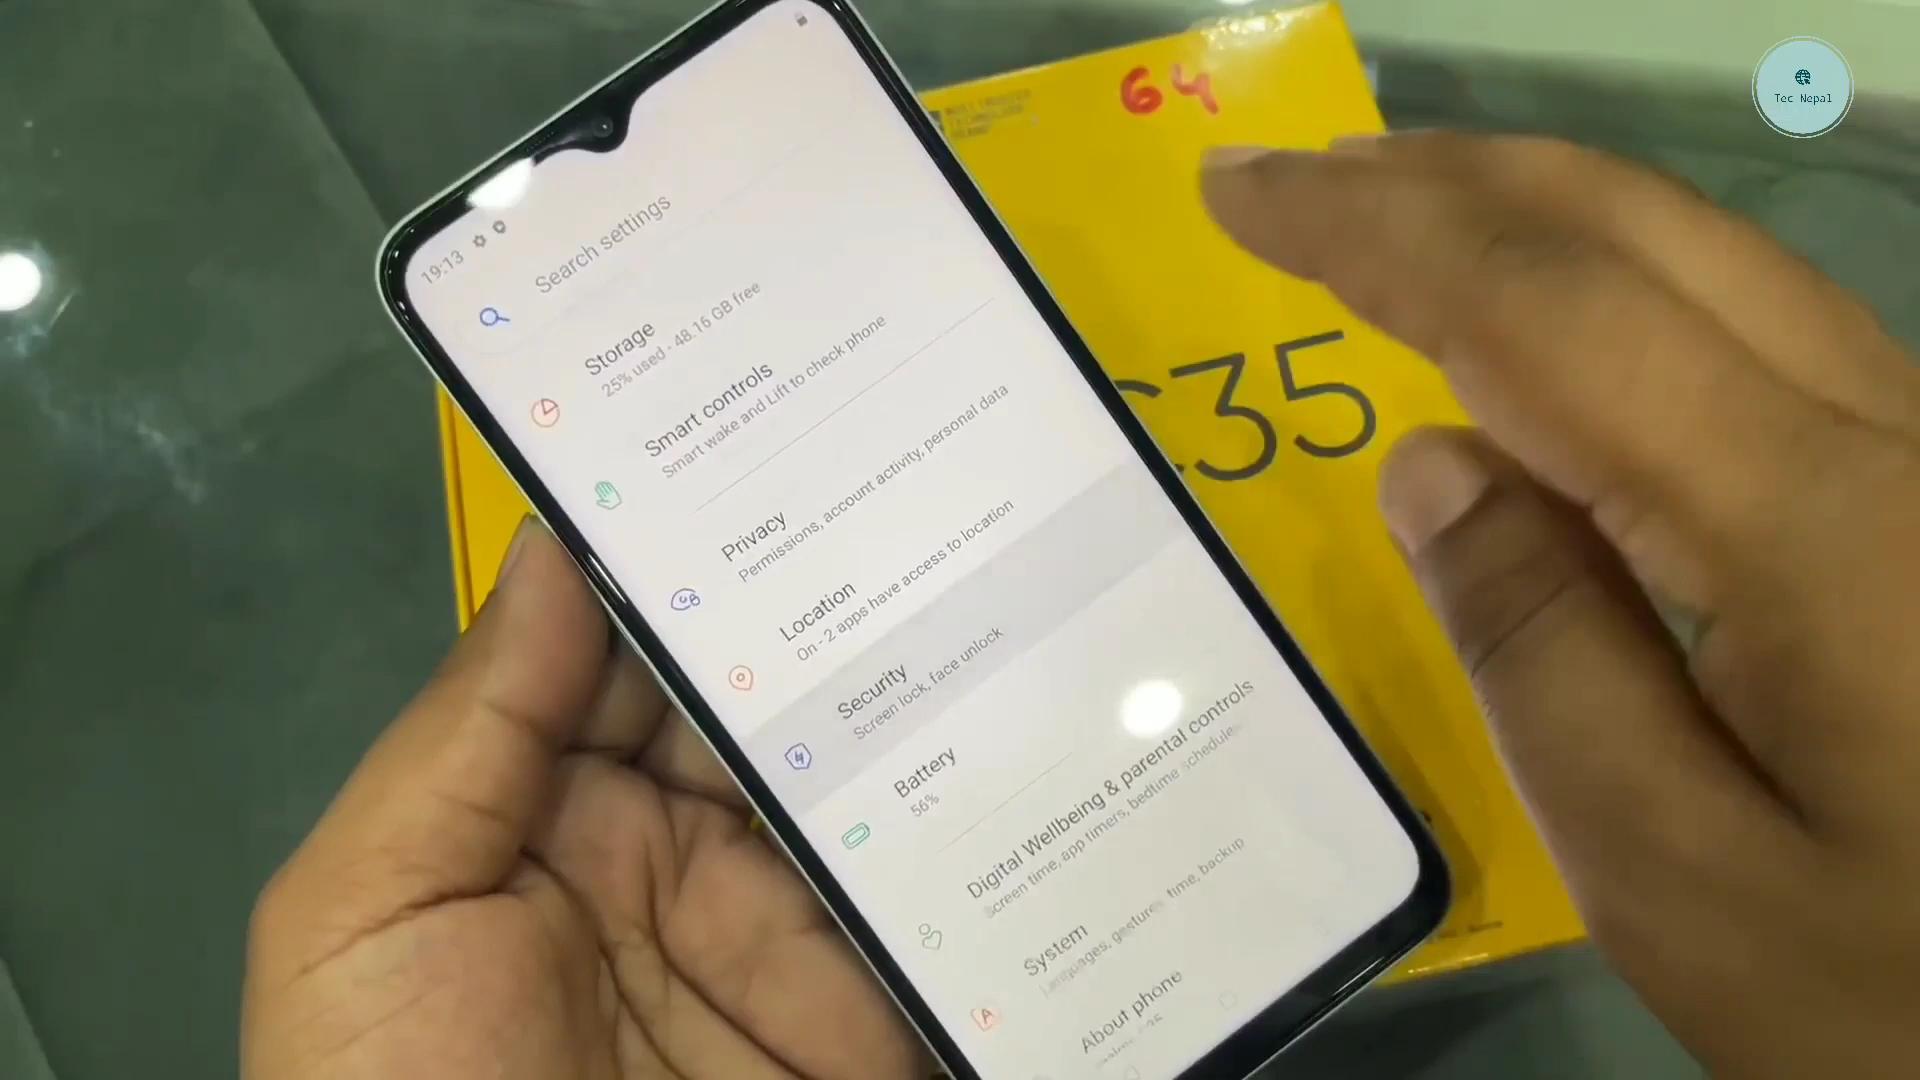 64
Tec Nepal
C35
19:13
Search settings
Storage
25% used - 48.16 GB free
Smart controls
Smart wake and Lift to check phone
Privacy
Permissions, account activity, personal data
Location
On - 2 apps have access to location
Security
Screen lock, face unlock
Battery
56%
Digital Wellbeing & parental controls
Screen time, app timers, bedtime schedules
System
Languages, gestures, time, backup
About phone